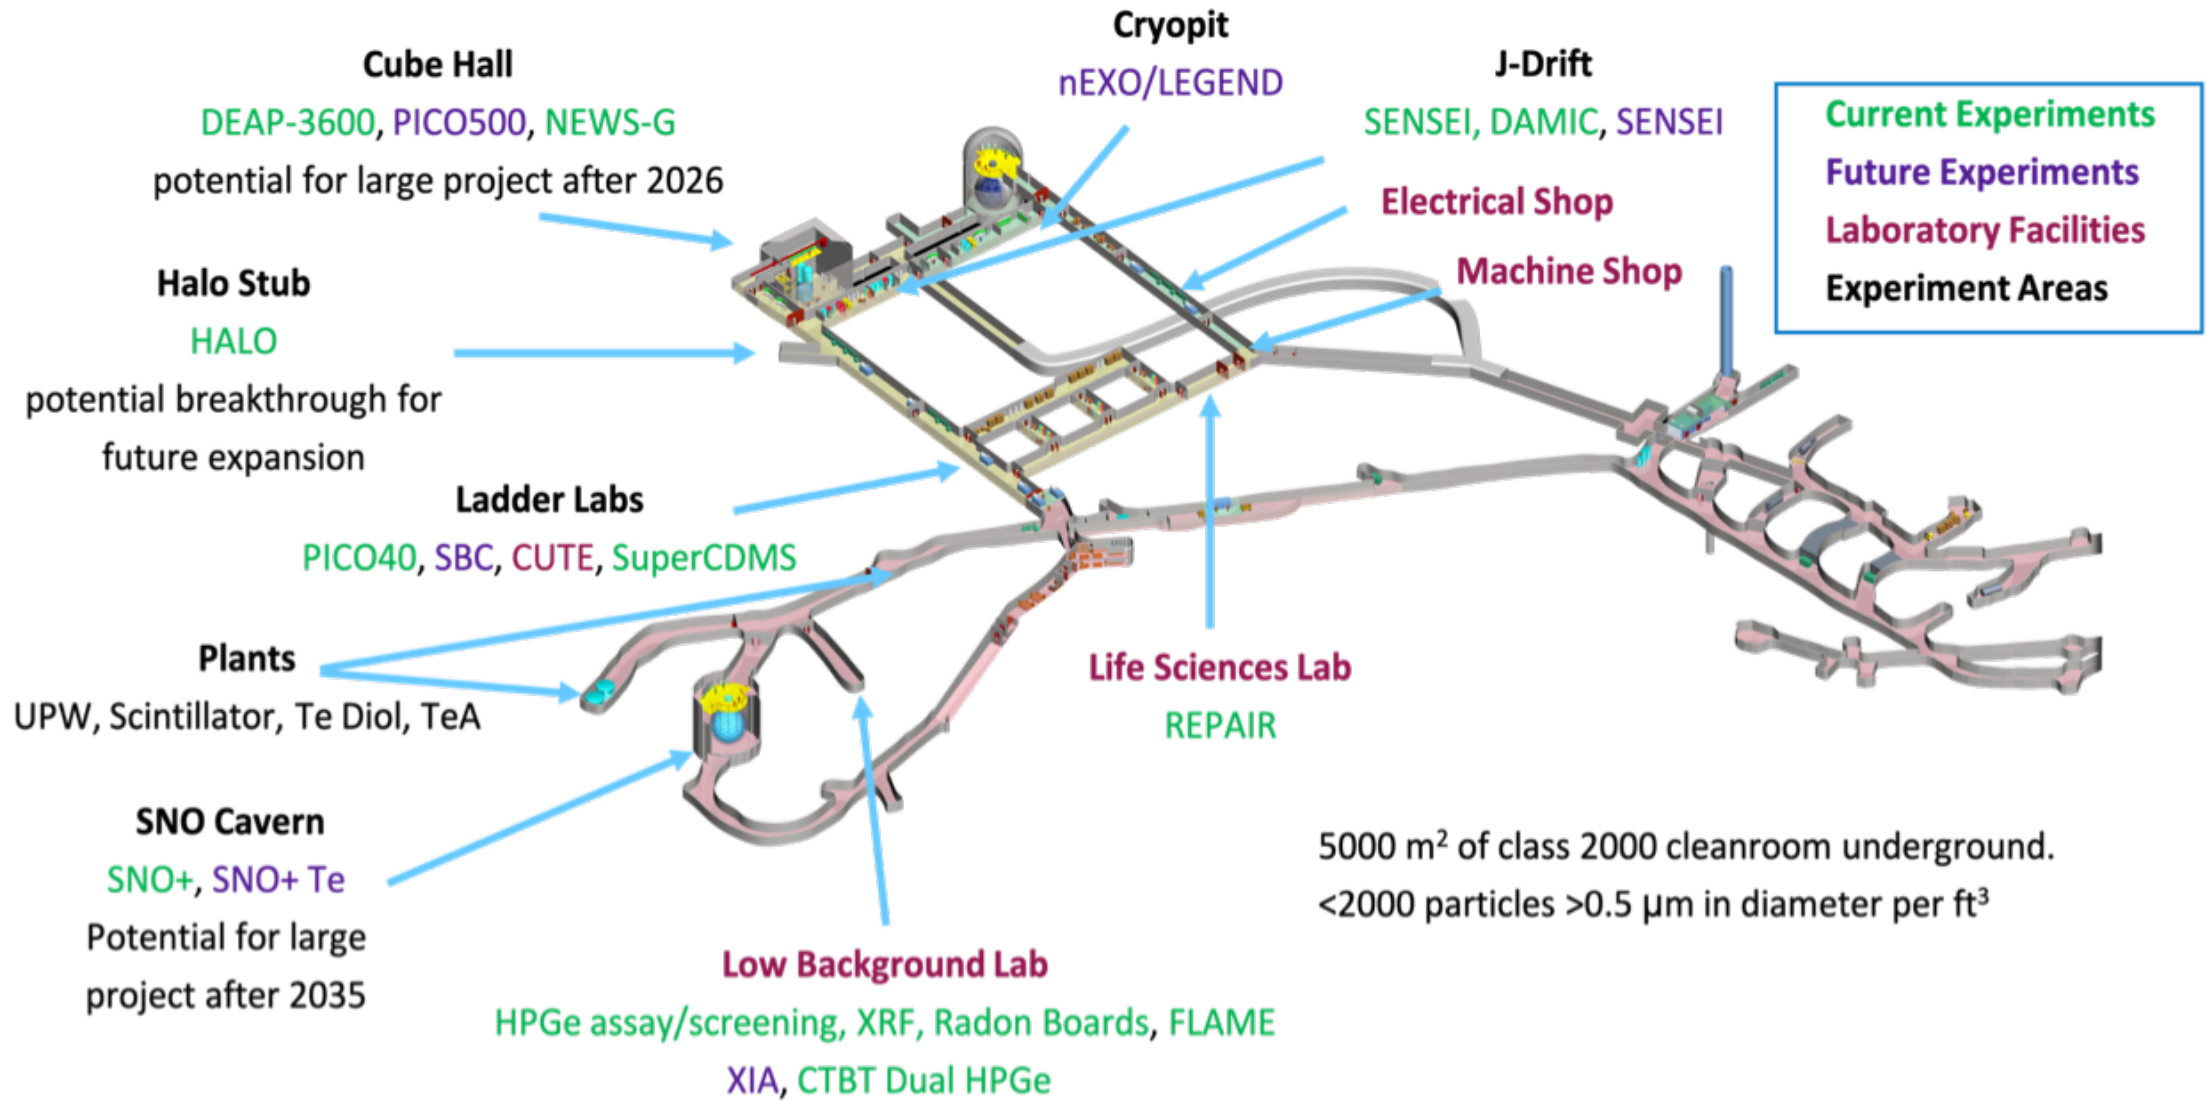 Cryopit
nEXO/LEGEND
Cube Hall
DEAP-3600, PICO500, NEWS-G
potential for large project after 2026
J-Drift
SENSEI, DAMIC, SENSEI
Current Experiments
Future Experiments
Laboratory Facilities
Experiment Areas
Electrical Shop
Machine Shop
Halo Stub
HALO
potential breakthrough for
future expansion
Ladder Labs
PICO40, SBC, CUTE, SuperCDMS
Plants
UPW, Scintillator, Te Diol, TeA
Life Sciences Lab
REPAIR
SNO Cavern
SNO+, SNO+ Te
Potential for large
project after 2035
5000 m² of class 2000 cleanroom underground.
<2000 particles >0.5 µm in diameter per ft³
Low Background Lab
HPGe assay/screening, XRF, Radon Boards, FLAME
XIA, CTBT Dual HPGe